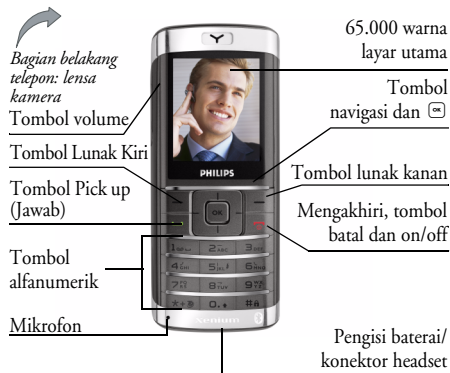 Bagian belakang
telepon: lensa
kamera
Tombol volume
Tombol Lunak Kiri
Tombol Pick up
(Jawab)
Tombol
alfanumerik
Mikrofon
65.000 warna
layar utama
Tombol
navigasi dan OK
Tombol lunak kanan
Mengakhiri, tombol
batal dan on/off
Pengisi baterai/
konektor headset
PHILIPS
OK
xenium